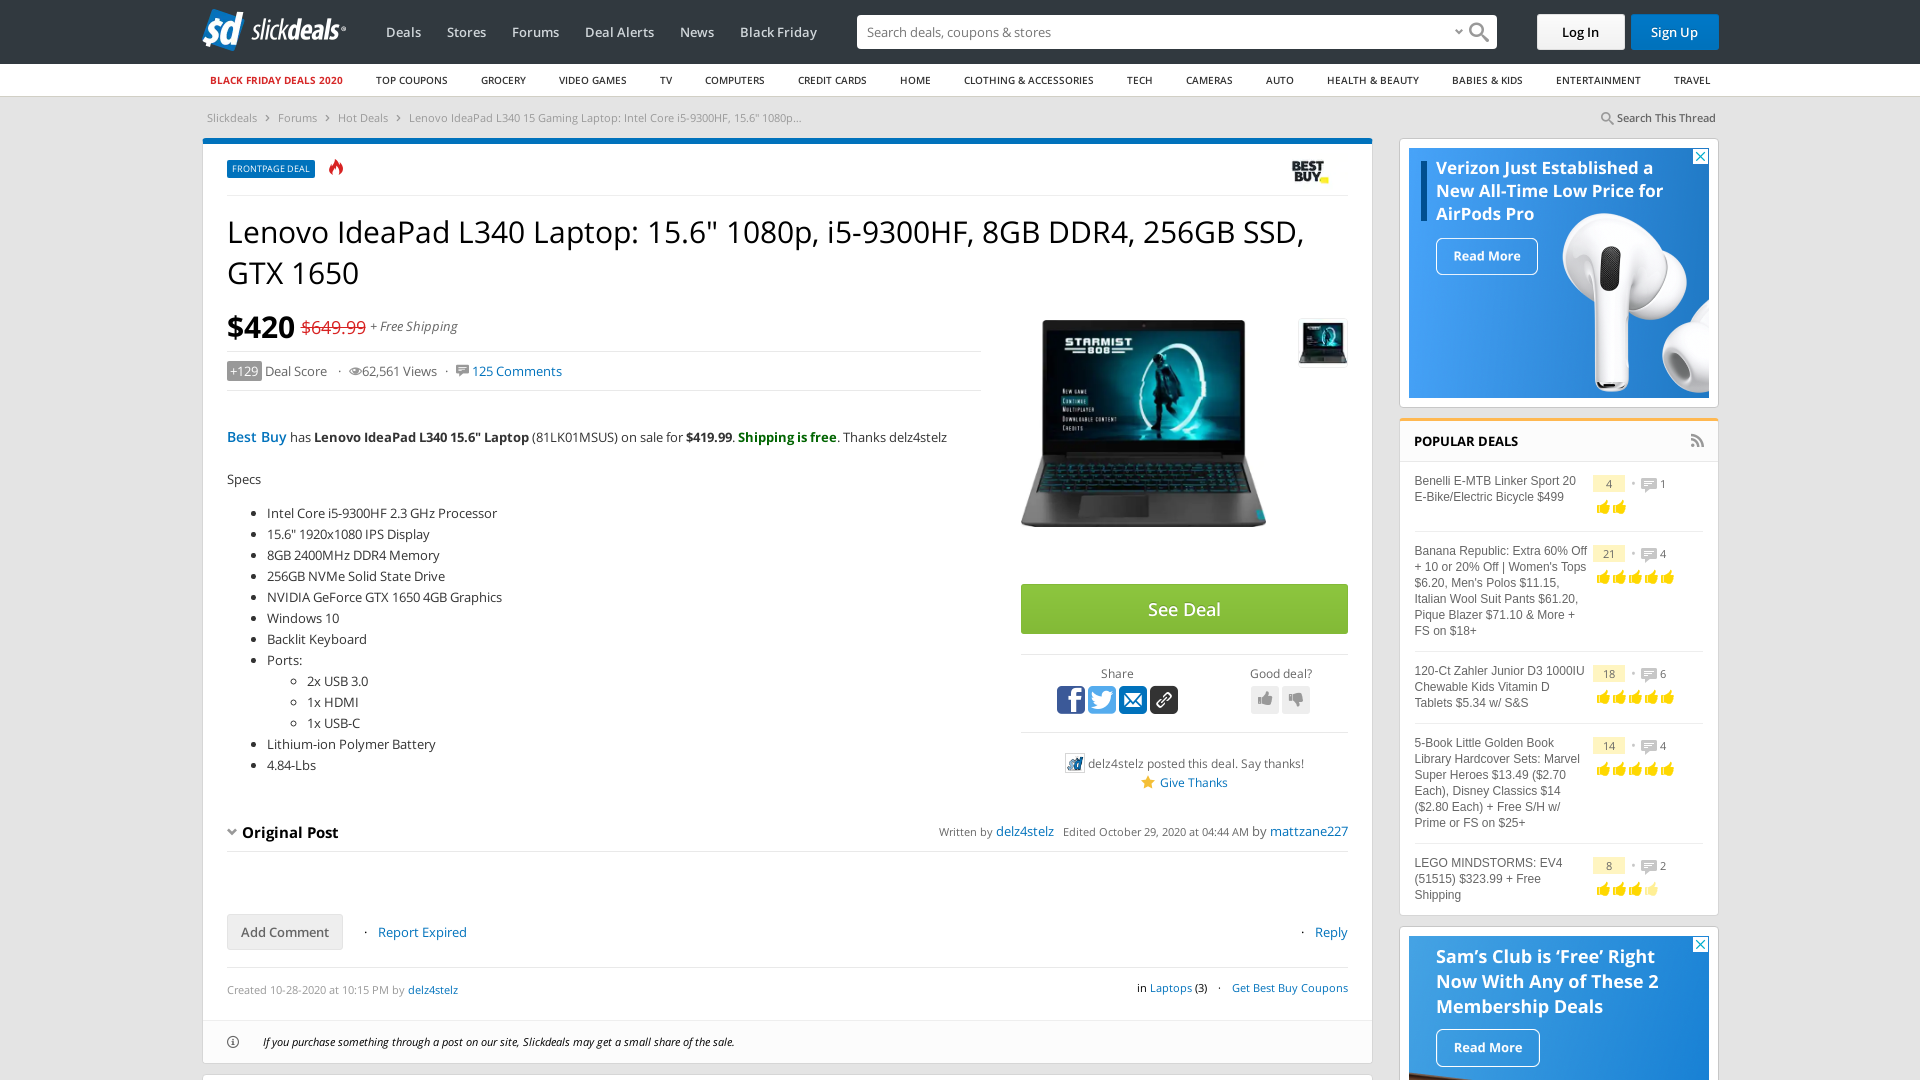 slickdeals
Deals
Stores
Forums
Deal Alerts
News
Black Friday
Search deals, coupons & stores
Log In
Sign Up
BLACK FRIDAY DEALS 2020
TOP COUPONS
GROCERY
VIDEO GAMES
TV
COMPUTERS
CREDIT CARDS
HOME
CLOTHING & ACCESSORIES
TECH
CAMERAS
AUTO
HEALTH & BEAUTY
BABIES & KIDS
ENTERTAINMENT
TRAVEL
Slickdeals › Forums › Hot Deals › Lenovo IdeaPad L340 15 Gaming Laptop: Intel Core i5-9300HF, 15.6" 1080p...
Search This Thread
FRONTPAGE DEAL
BEST
BUY
Lenovo IdeaPad L340 Laptop: 15.6" 1080p, i5-9300HF, 8GB DDR4, 256GB SSD,
GTX 1650
$420 $649.99 + Free Shipping
+129 Deal Score · 62,561 Views · 125 Comments
Best Buy has Lenovo IdeaPad L340 15.6" Laptop (81LK01MSUS) on sale for $419.99. Shipping is free. Thanks delz4stelz
Specs
Intel Core i5-9300HF 2.3 GHz Processor
15.6" 1920x1080 IPS Display
8GB 2400MHz DDR4 Memory
256GB NVMe Solid State Drive
NVIDIA GeForce GTX 1650 4GB Graphics
Windows 10
Backlit Keyboard
Ports:
2x USB 3.0
1x HDMI
1x USB-C
Lithium-ion Polymer Battery
4.84-Lbs
STARMIST
808
NEW GAME
CONTINUE
MULTIPLAYER
DOWNLOADABLE CONTENT
CREDITS
See Deal
Share
Good deal?
delz4stelz posted this deal. Say thanks!
Give Thanks
Original Post
Written by delz4stelz Edited October 29, 2020 at 04:44 AM by mattzane227
Add Comment · Report Expired
· Reply
Created 10-28-2020 at 10:15 PM by delz4stelz
in Laptops (3) · Get Best Buy Coupons
If you purchase something through a post on our site, Slickdeals may get a small share of the sale.
Verizon Just Established a
New All-Time Low Price for
AirPods Pro
Read More
POPULAR DEALS
Benelli E-MTB Linker Sport 20
E-Bike/Electric Bicycle $499
4 • 1
Banana Republic: Extra 60% Off
+ 10 or 20% Off | Women's Tops
$6.20, Men's Polos $11.15,
Italian Wool Suit Pants $61.20,
Pique Blazer $71.10 & More +
FS on $18+
21 • 4
120-Ct Zahler Junior D3 1000IU
Chewable Kids Vitamin D
Tablets $5.34 w/ S&S
18 • 6
5-Book Little Golden Book
Library Hardcover Sets: Marvel
Super Heroes $13.49 ($2.70
Each), Disney Classics $14
($2.80 Each) + Free S/H w/
Prime or FS on $25+
14 • 4
LEGO MINDSTORMS: EV4
(51515) $323.99 + Free
Shipping
8 • 2
Sam's Club is 'Free' Right
Now With Any of These 2
Membership Deals
Read More